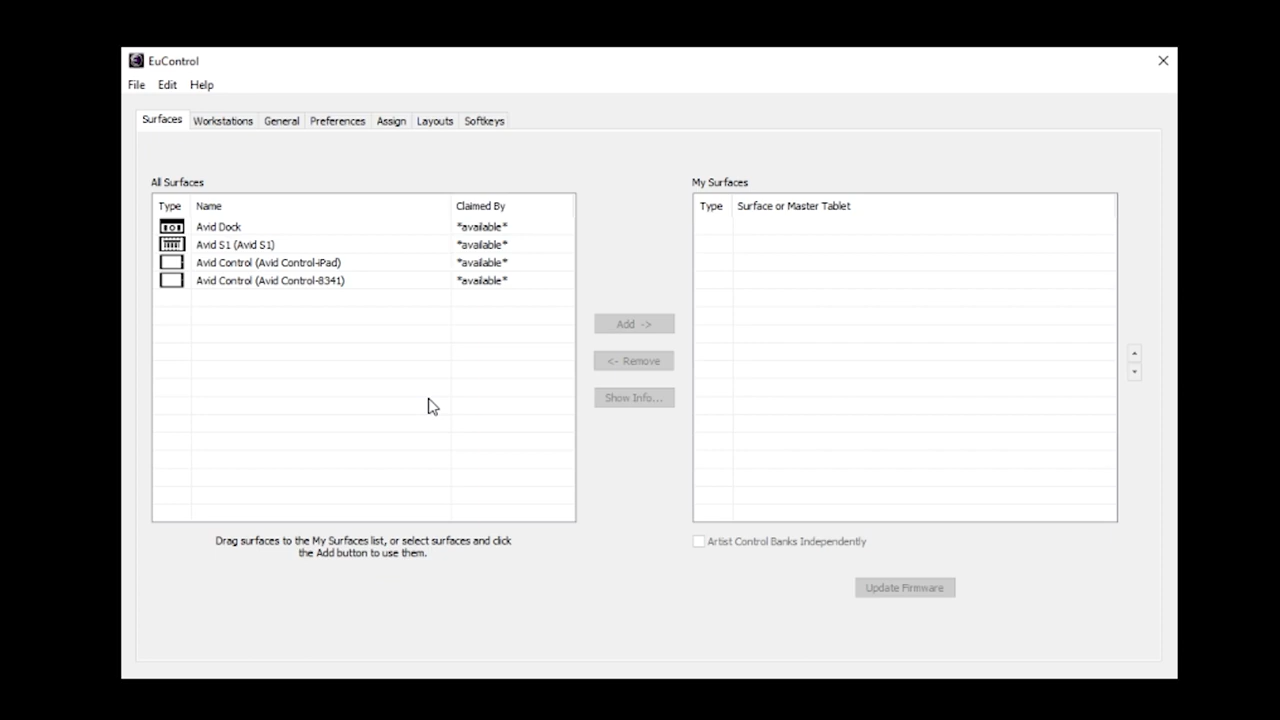 EuControl
File Edit Help
Surfaces Workstations General Preferences Assign Layouts Softkeys
All Surfaces
Type Name Claimed By
Avid Dock *available*
Avid S1 (Avid S1) *available*
Avid Control (Avid Control-iPad) *available*
Avid Control (Avid Control-8341) *available*
Drag surfaces to the My Surfaces list, or select surfaces and click
the Add button to use them.
Add ->
<- Remove
Show Info...
My Surfaces
Type Surface or Master Tablet
Artist Control Banks Independently
Update Firmware